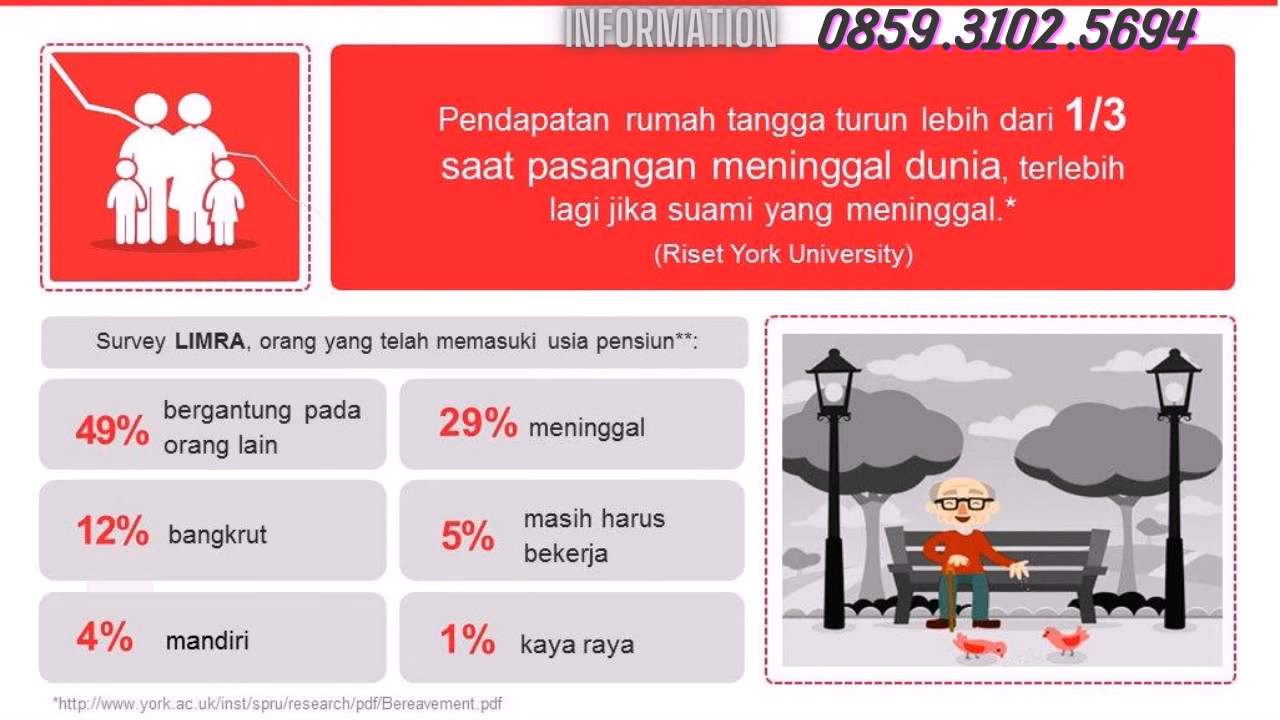 INFORMATION 0859.3102.5694
Pendapatan rumah tangga turun lebih dari 1/3
saat pasangan meninggal dunia, terlebih
lagi jika suami yang meninggal.*
(Riset York University)
Survey LIMRA, orang yang telah memasuki usia pensiun**:
49% bergantung pada
orang lain
29% meninggal
12% bangkrut
5% masih harus
bekerja
4% mandiri
1% kaya raya
*http://www.york.ac.uk/inst/spru/research/pdf/Bereavement.pdf